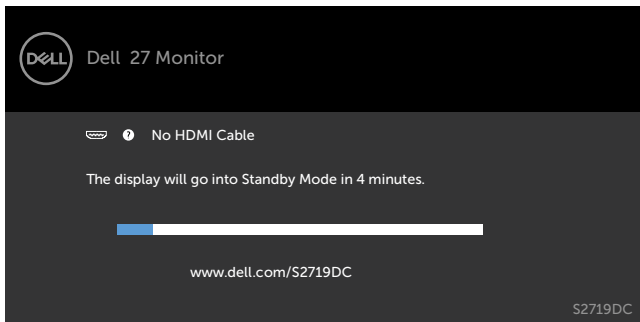 DELL
Dell 27 Monitor
? No HDMI Cable
The display will go into Standby Mode in 4 minutes.
www.dell.com/S2719DC
S2719DC